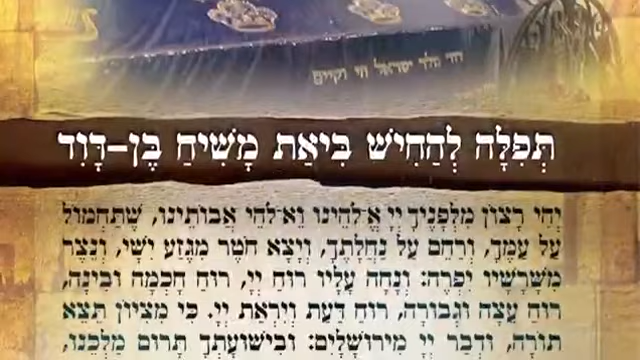 דוד מלך ישראל חי וקיים
תְּפִלָּה לְהַחִישׁ בִּיאַת מָשִׁיחַ בֶּן–דָּוִד
יְהִי רָצוֹן מִלְּפָנֶיךָ יְיָ אֱ־לֹהֵינוּ וֵא־לֹהֵי אֲבוֹתֵינוּ, שֶׁתַּחְמוֹל
עַל עַמֶּךָ, וְרַחֵם עַל נַחֲלָתֶךָ, וְיָצָא חֹטֶר מִגֶּזַע יִשָׁי, וְנֵצֶר
מִשָּׁרָשָׁיו יִפְרֶה: וְנָחָה עָלָיו רוּחַ יְיָ, רוּחַ חָכְמָה וּבִינָה,
רוּחַ עֵצָה וּגְבוּרָה, רוּחַ דַּעַת וְיִרְאַת יְיָ. כִּי מִצִּיּוֹן תֵּצֵא
תוֹרָה, וּדְבַר יְיָ מִירוּשָׁלָיִם: וּבִישׁוּעָתְךָ תָּרוּם מַלְכֵּנוּ,